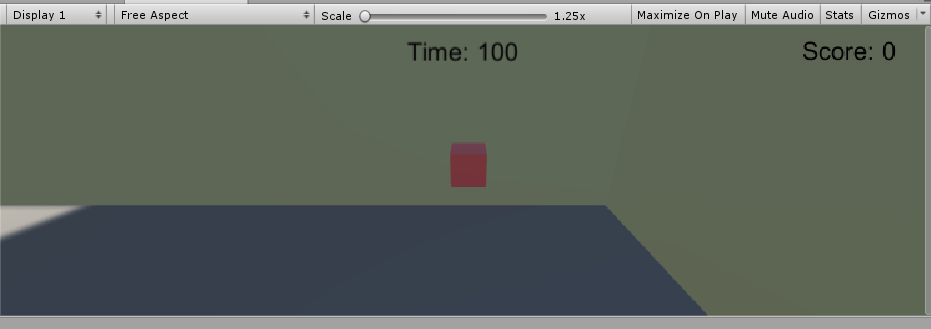 Display 1 Free Aspect Scale 1.25x Maximize On Play Mute Audio Stats Gizmos
Time: 100 Score: 0